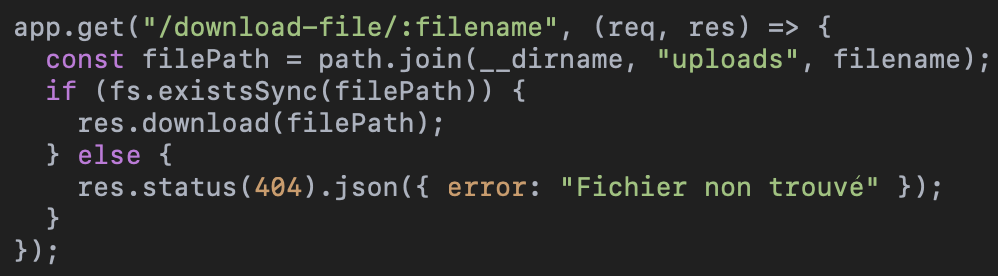 app.get("/download-file/:filename", (req, res) => {
  const filePath = path.join(__dirname, "uploads", filename);
  if (fs.existsSync(filePath)) {
    res.download(filePath);
  } else {
    res.status(404).json({ error: "Fichier non trouvé" });
  }
});